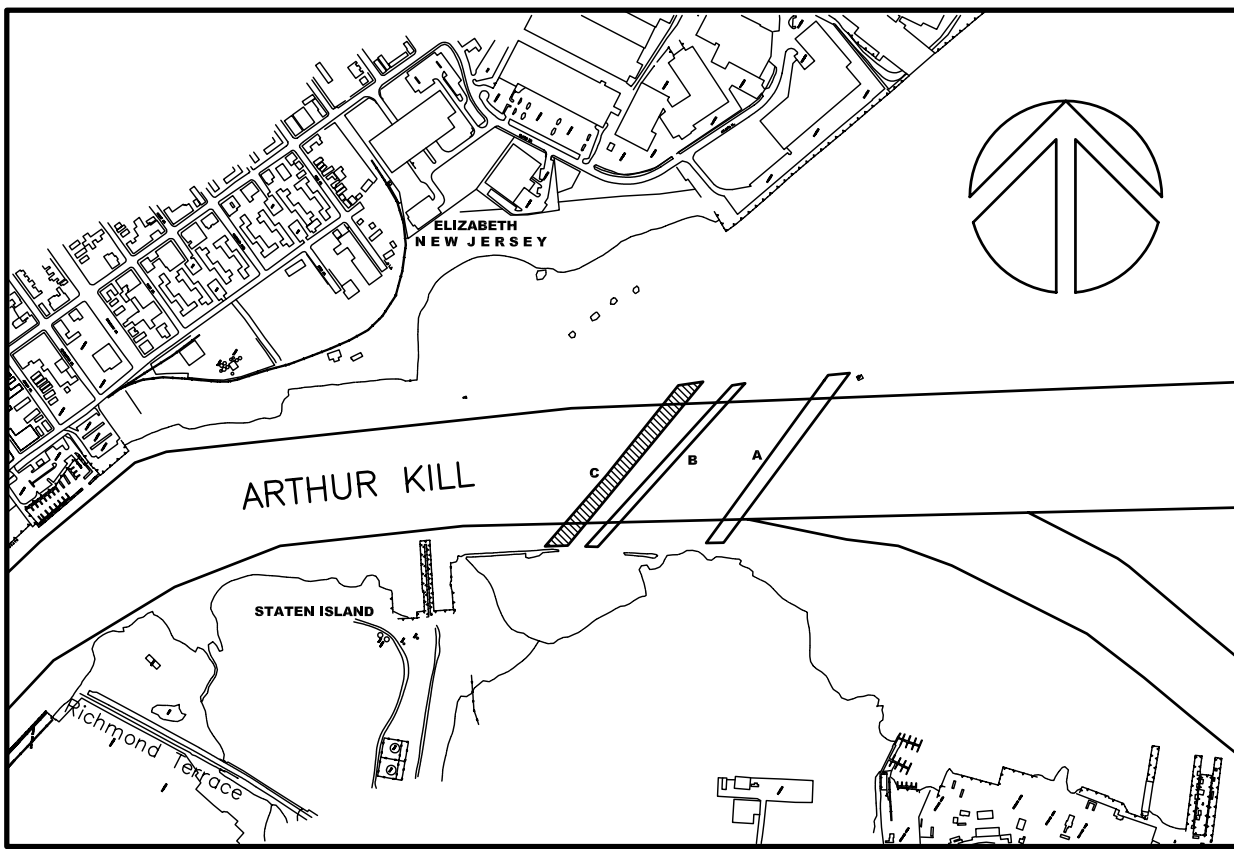 ELIZABETH
NEW JERSEY
A
B
C
ARTHUR KILL
STATEN ISLAND
Richmond Terrace